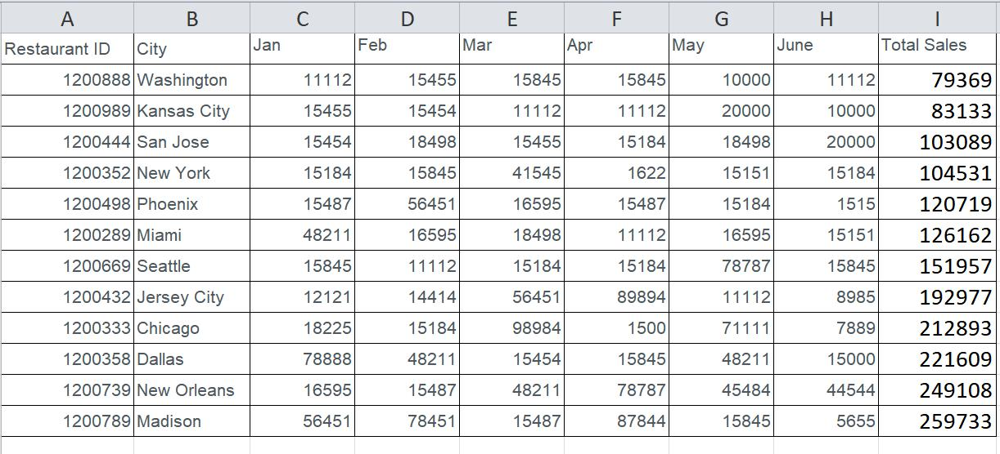 A B C D E F G H I
Restaurant ID City Jan Feb Mar Apr May June Total Sales
1200888 Washington 11112 15455 15845 15845 10000 11112 79369
1200989 Kansas City 15455 15454 11112 11112 20000 10000 83133
1200444 San Jose 15454 18498 15455 15184 18498 20000 103089
1200352 New York 15184 15845 41545 1622 15151 15184 104531
1200498 Phoenix 15487 56451 16595 15487 15184 1515 120719
1200289 Miami 48211 16595 18498 11112 16595 15151 126162
1200669 Seattle 15845 11112 15184 15184 78787 15845 151957
1200432 Jersey City 12121 14414 56451 89894 11112 8985 192977
1200333 Chicago 18225 15184 98984 1500 71111 7889 212893
1200358 Dallas 78888 48211 15454 15845 48211 15000 221609
1200739 New Orleans 16595 15487 48211 78787 45484 44544 249108
1200789 Madison 56451 78451 15487 87844 15845 5655 259733